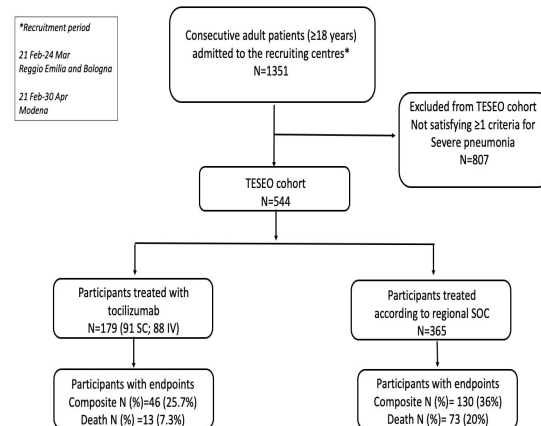 *Recruitment period
21 Feb-24 Mar
Reggio Emilia and Bologna
21 Feb-30 Apr
Modena
Consecutive adult patients (≥18 years)
admitted to the recruiting centres*
N=1351
Excluded from TESEO cohort
Not satisfying ≥1 criteria for
Severe pneumonia
N=807
TESEO cohort
N=544
Participants treated with
tocilizumab
N=179 (91 SC; 88 IV)
Participants treated
according to regional SOC
N=365
Participants with endpoints
Composite N (%)=46 (25.7%)
Death N (%) =13 (7.3%)
Participants with endpoints
Composite N (%)= 130 (36%)
Death N (%)= 73 (20%)